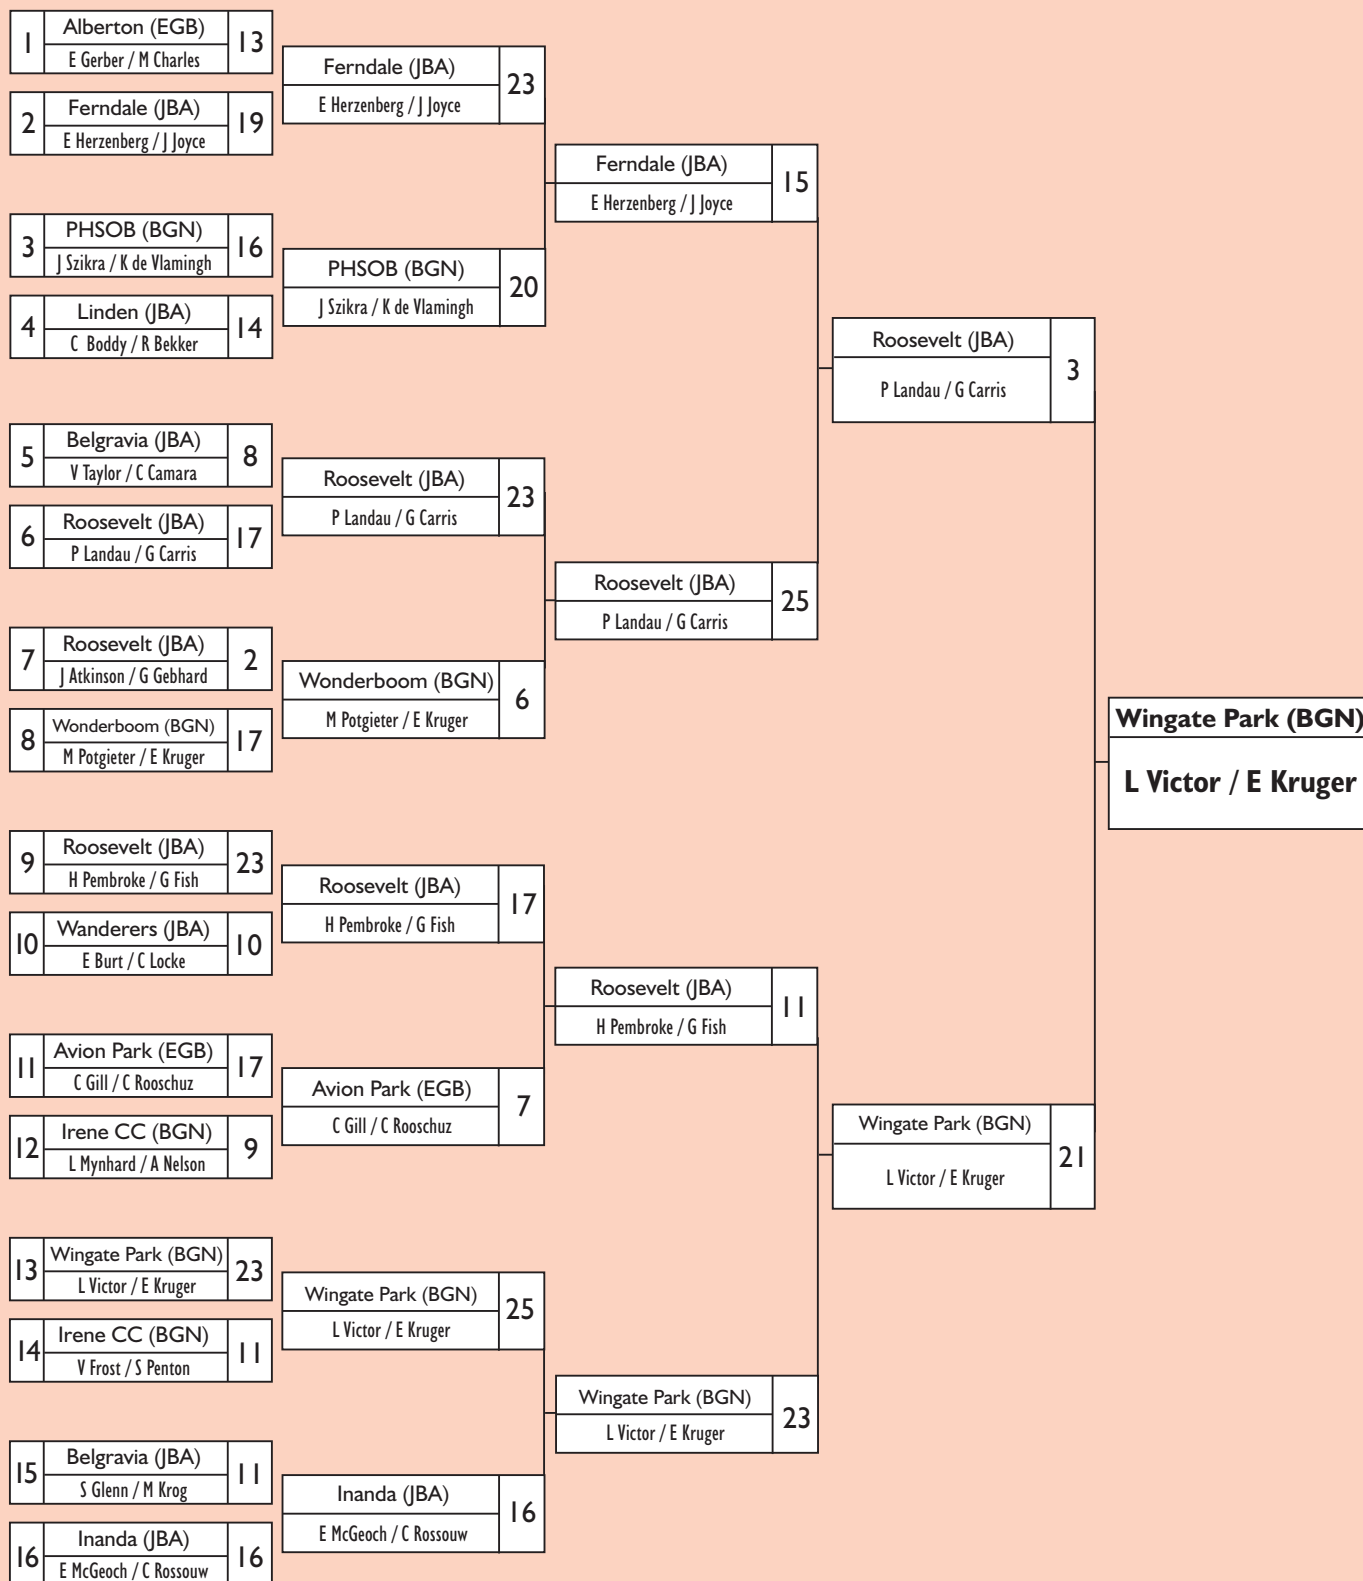 1
Alberton (EGB)
E Gerber / M Charles
13
2
Ferndale (JBA)
E Herzenberg / J Joyce
19
3
PHSOB (BGN)
J Szikra / K de Vlamingh
16
4
Linden (JBA)
C Boddy / R Bekker
14
5
Belgravia (JBA)
V Taylor / C Camara
8
6
Roosevelt (JBA)
P Landau / G Carris
17
7
Roosevelt (JBA)
J Atkinson / G Gebhard
2
8
Wonderboom (BGN)
M Potgieter / E Kruger
17
9
Roosevelt (JBA)
H Pembroke / G Fish
23
10
Wanderers (JBA)
E Burt / C Locke
10
11
Avion Park (EGB)
C Gill / C Rooschuz
17
12
Irene CC (BGN)
L Mynhard / A Nelson
9
13
Wingate Park (BGN)
L Victor / E Kruger
23
14
Irene CC (BGN)
V Frost / S Penton
11
15
Belgravia (JBA)
S Glenn / M Krog
11
16
Inanda (JBA)
E McGeoch / C Rossouw
16
Ferndale (JBA)
E Herzenberg / J Joyce
23
PHSOB (BGN)
J Szikra / K de Vlamingh
20
Roosevelt (JBA)
P Landau / G Carris
23
Wonderboom (BGN)
M Potgieter / E Kruger
6
Roosevelt (JBA)
H Pembroke / G Fish
17
Avion Park (EGB)
C Gill / C Rooschuz
7
Wingate Park (BGN)
L Victor / E Kruger
25
Inanda (JBA)
E McGeoch / C Rossouw
16
Ferndale (JBA)
E Herzenberg / J Joyce
15
Roosevelt (JBA)
P Landau / G Carris
25
Roosevelt (JBA)
H Pembroke / G Fish
11
Wingate Park (BGN)
L Victor / E Kruger
23
Roosevelt (JBA)
P Landau / G Carris
3
Wingate Park (BGN)
L Victor / E Kruger
21
Wingate Park (BGN)
L Victor / E Kruger